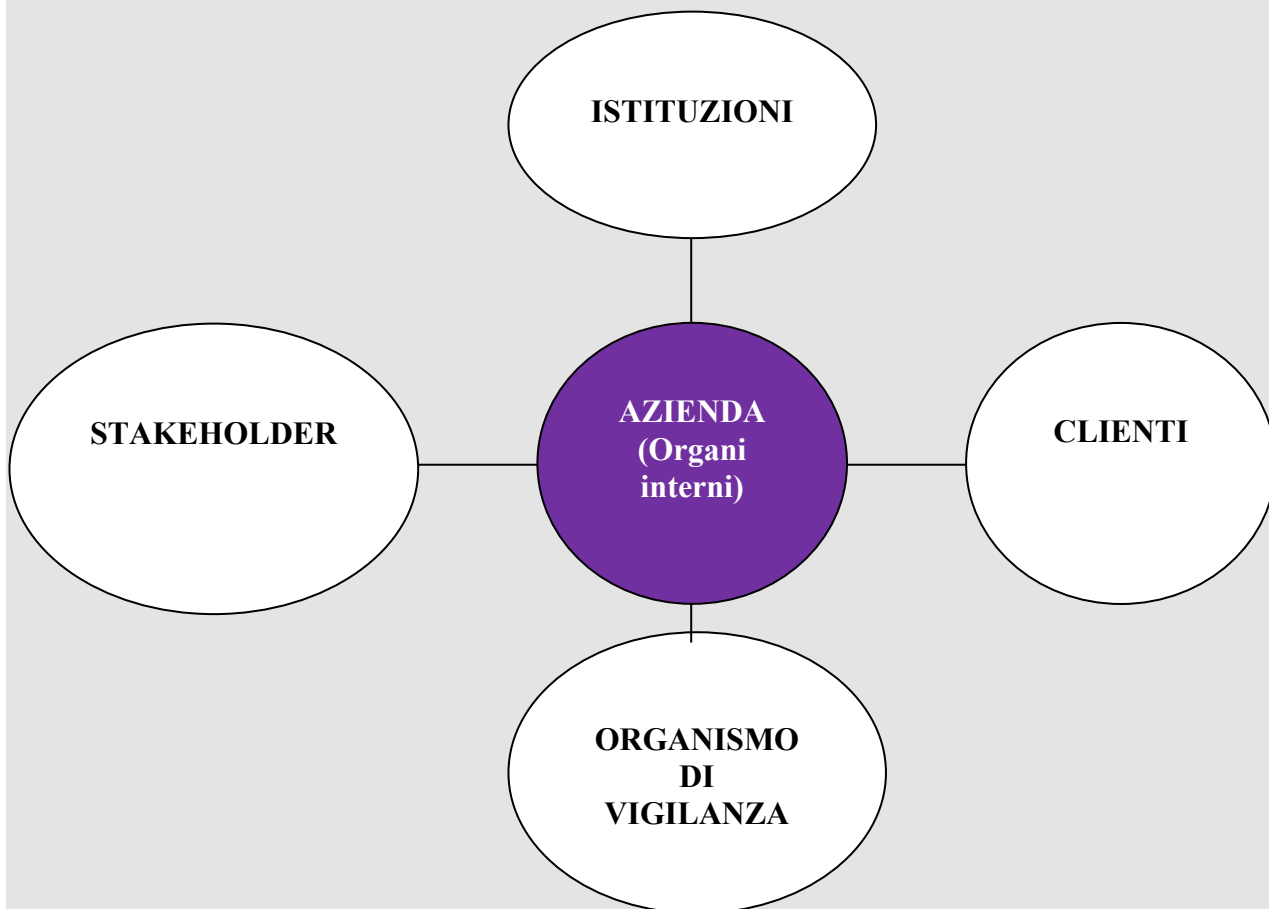 ISTITUZIONI
STAKEHOLDER
AZIENDA
(Organi
interni)
CLIENTI
ORGANISMO
DI
VIGILANZA